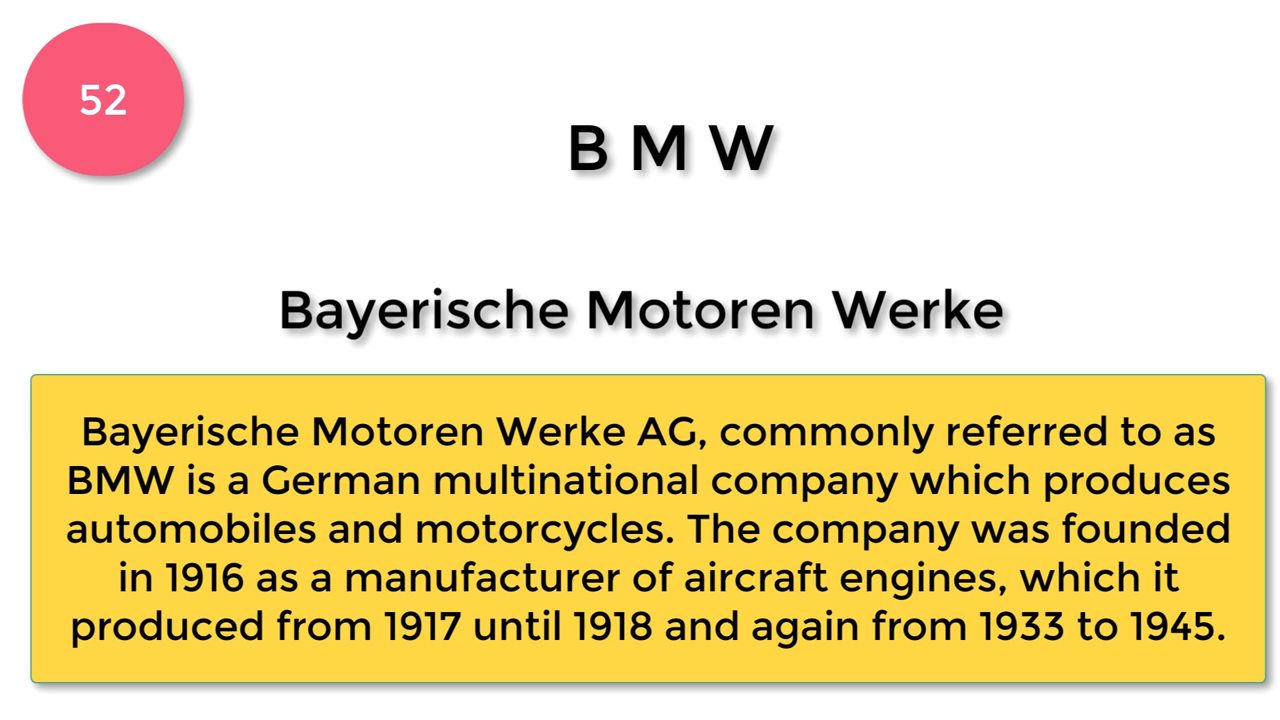 52
B M W
Bayerische Motoren Werke
Bayerische Motoren Werke AG, commonly referred to as
BMW is a German multinational company which produces
automobiles and motorcycles. The company was founded
in 1916 as a manufacturer of aircraft engines, which it
produced from 1917 until 1918 and again from 1933 to 1945.